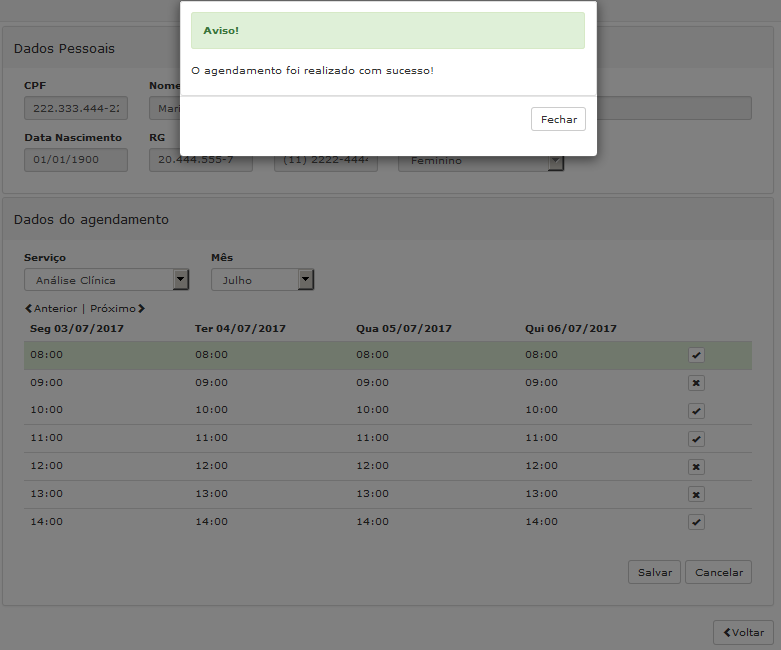 Aviso!
O agendamento foi realizado com sucesso!
Fechar
Dados Pessoais
CPF Nome
222.333.444-22 Mari
Data Nascimento RG
01/01/1900 20.444.555-7 (11) 2222-444 Feminino
Dados do agendamento
Serviço Mês
Análise Clínica Julho
Anterior | Próximo
Seg 03/07/2017 Ter 04/07/2017 Qua 05/07/2017 Qui 06/07/2017
08:00 08:00 08:00 08:00
09:00 09:00 09:00 09:00
10:00 10:00 10:00 10:00
11:00 11:00 11:00 11:00
12:00 12:00 12:00 12:00
13:00 13:00 13:00 13:00
14:00 14:00 14:00 14:00
Salvar Cancelar
Voltar